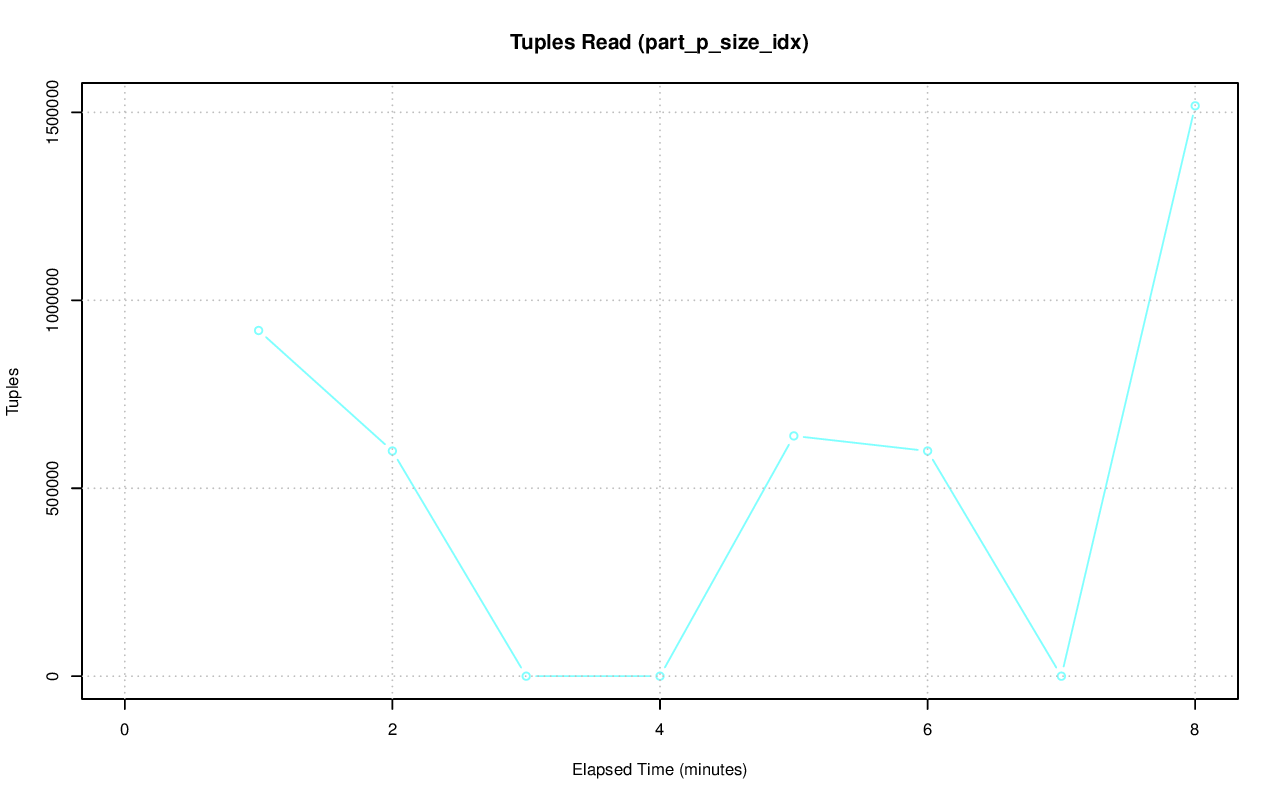 Tuples Read (part_p_size_idx)
Tuples
1500000
1000000
500000
0
0 2 4 6 8
Elapsed Time (minutes)